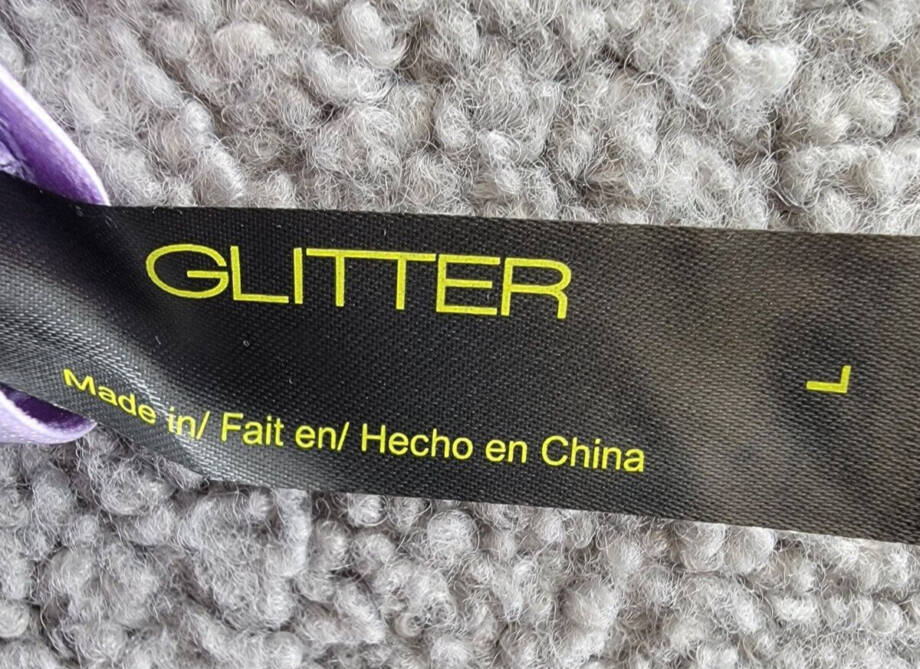 GLITTER
L
Made in/ Fait en/ Hecho en China